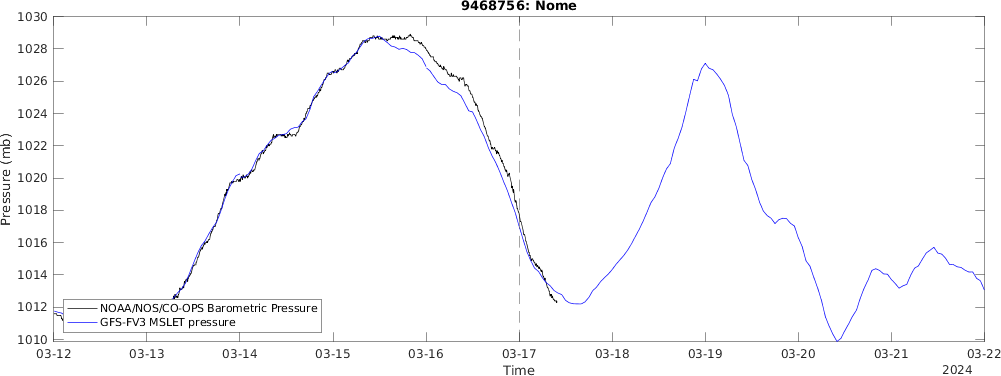 9468756: Nome
1030
1028
1026
1024
1022
1020
1018
1016
1014
1012
1010
Pressure (mb)
NOAA/NOS/CO-OPS Barometric Pressure
GFS-FV3 MSLET pressure
03-12 03-13 03-14 03-15 03-16 03-17 03-18 03-19 03-20 03-21 03-22
Time
2024